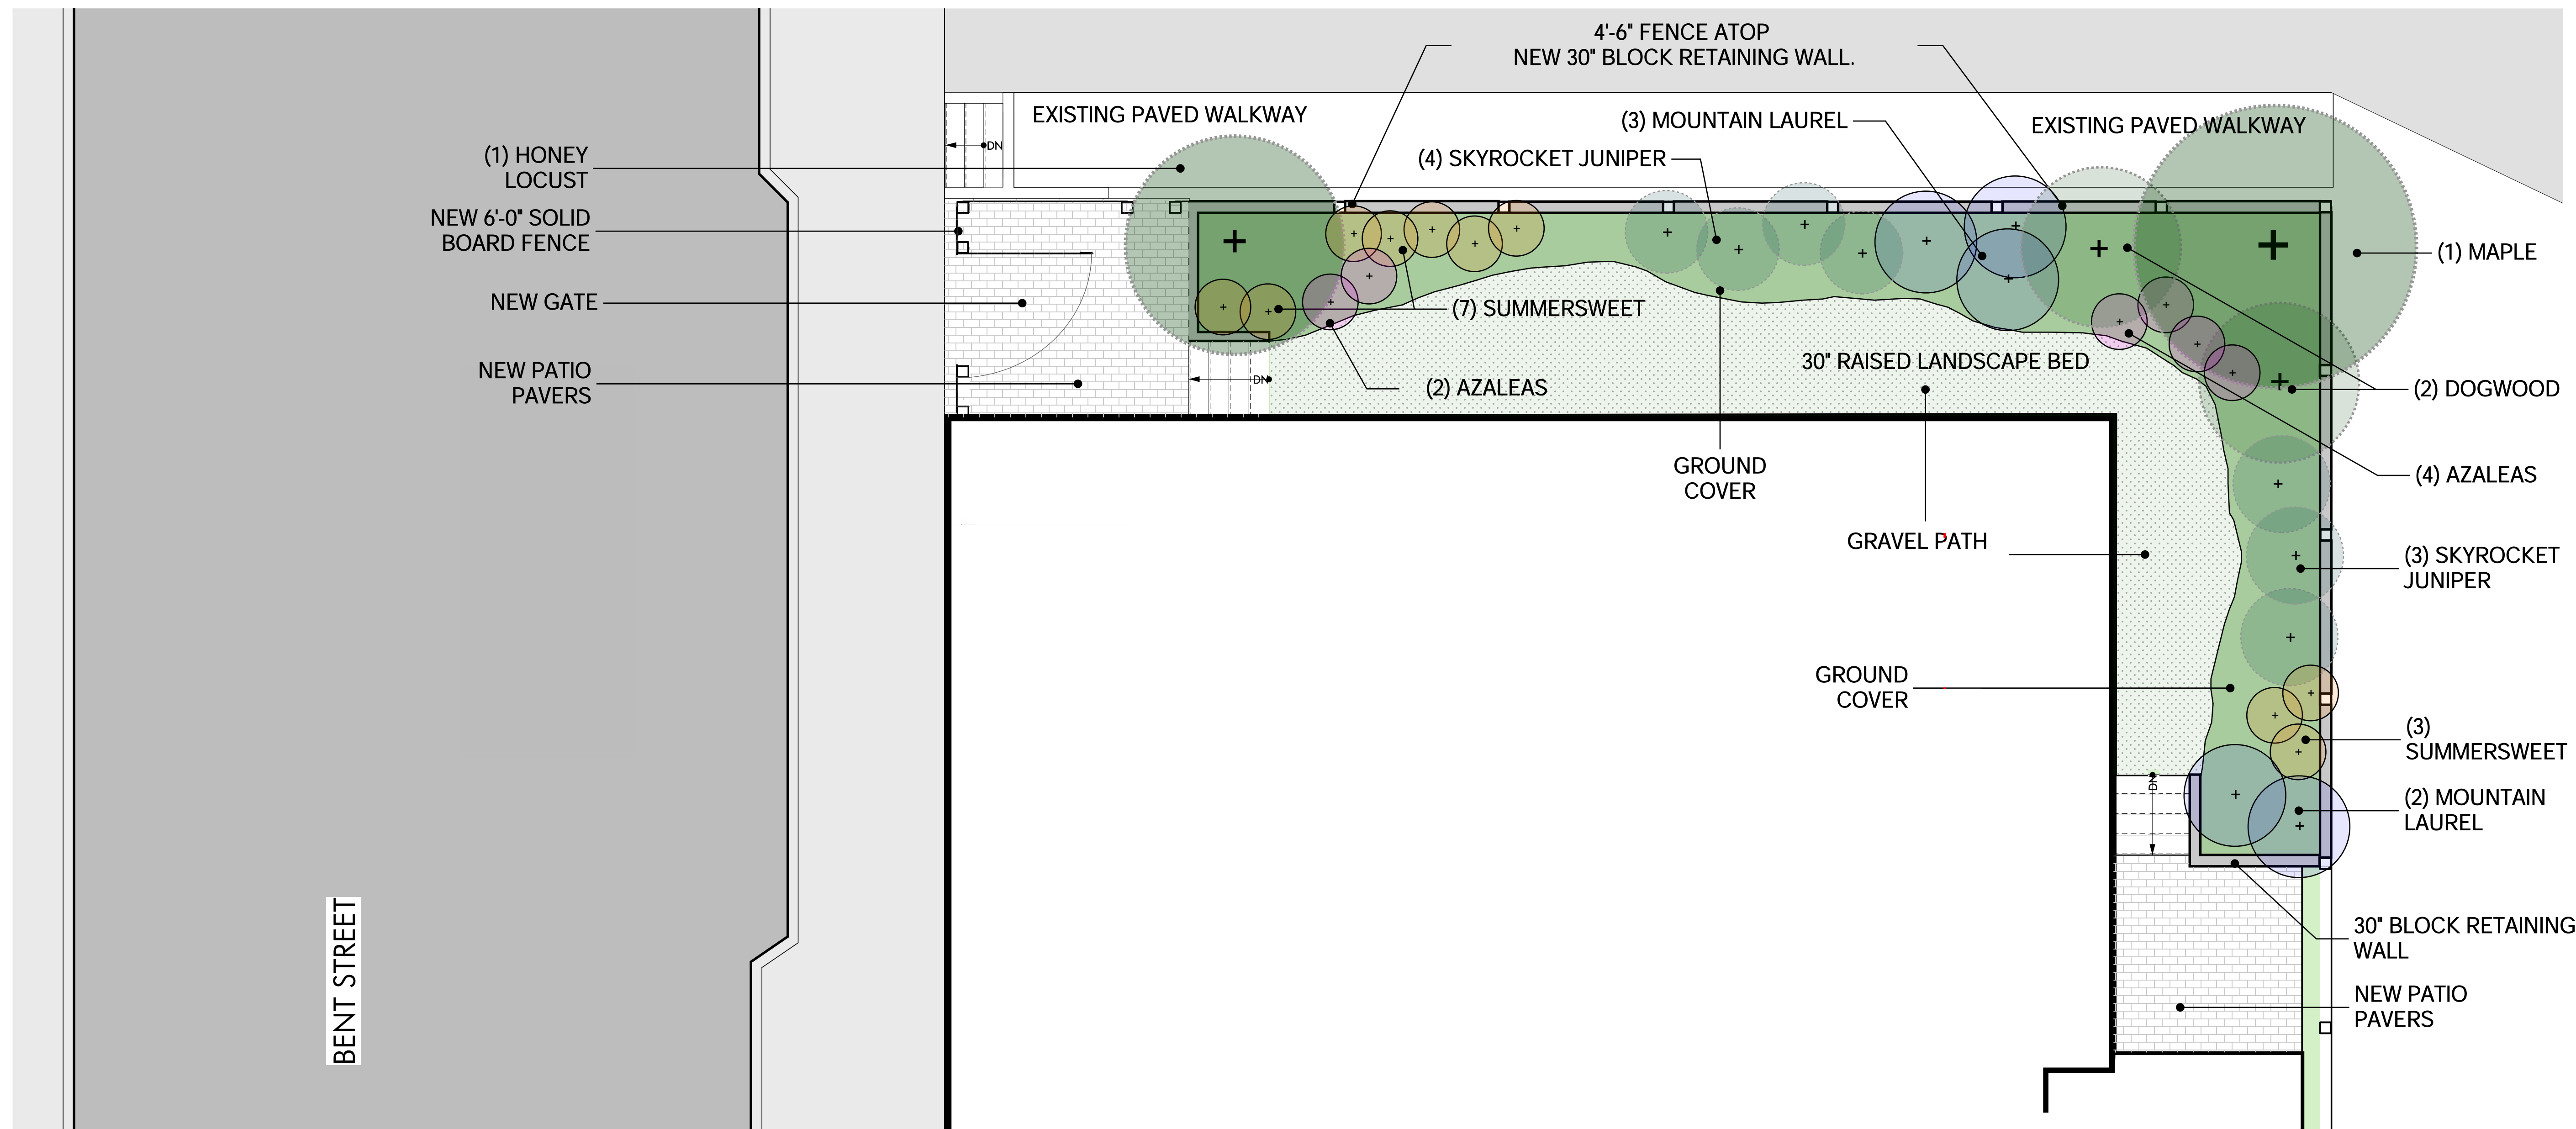 4'-6" FENCE ATOP
NEW 30" BLOCK RETAINING WALL.
EXISTING PAVED WALKWAY
(3) MOUNTAIN LAUREL
EXISTING PAVED WALKWAY
DN
(1) HONEY
LOCUST
(4) SKYROCKET JUNIPER
NEW 6'-0" SOLID
BOARD FENCE
(1) MAPLE
NEW GATE
(7) SUMMERSWEET
NEW PATIO
PAVERS
DN
(2) AZALEAS
30" RAISED LANDSCAPE BED
(2) DOGWOOD
GROUND
COVER
(4) AZALEAS
GRAVEL PATH
(3) SKYROCKET
JUNIPER
GROUND
COVER
(3)
SUMMERSWEET
DN
(2) MOUNTAIN
LAUREL
30" BLOCK RETAINING
WALL
BENT STREET
NEW PATIO
PAVERS